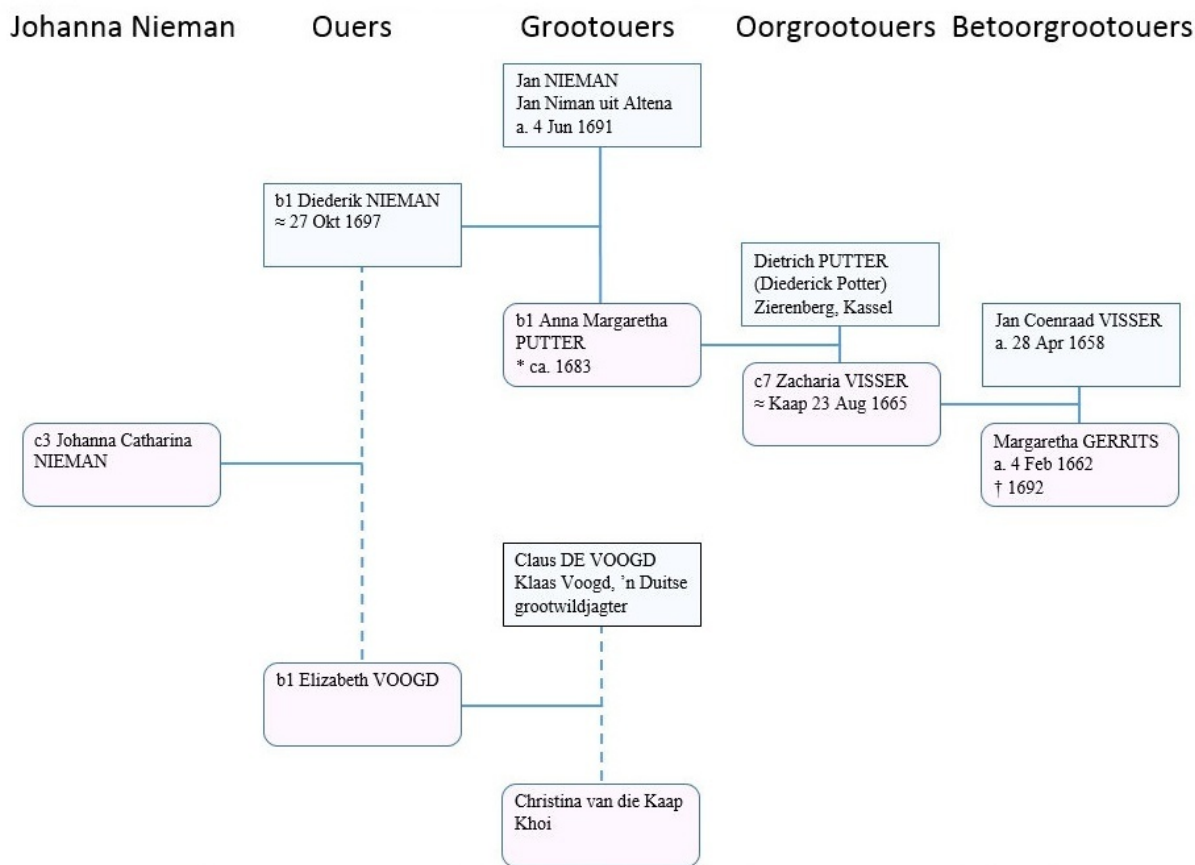 Johanna Nieman
Ouers
Grootouers
Oorgrootouers
Betoorgrootouers
Jan NIEMAN
Jan Niman uit Altena
a. 4 Jun 1691
b1 Diederik NIEMAN
≈ 27 Okt 1697
Dietrich PUTTER
(Diederick Potter)
Zierenberg, Kassel
b1 Anna Margaretha
PUTTER
* ca. 1683
Jan Coenraad VISSER
a. 28 Apr 1658
c7 Zacharia VISSER
≈ Kaap 23 Aug 1665
c3 Johanna Catharina
NIEMAN
Margaretha GERRITS
a. 4 Feb 1662
† 1692
Claus DE VOOGD
Klaas Voogd, ’n Duitse
grootwildjagter
b1 Elizabeth VOOGD
Christina van die Kaap
Khoi